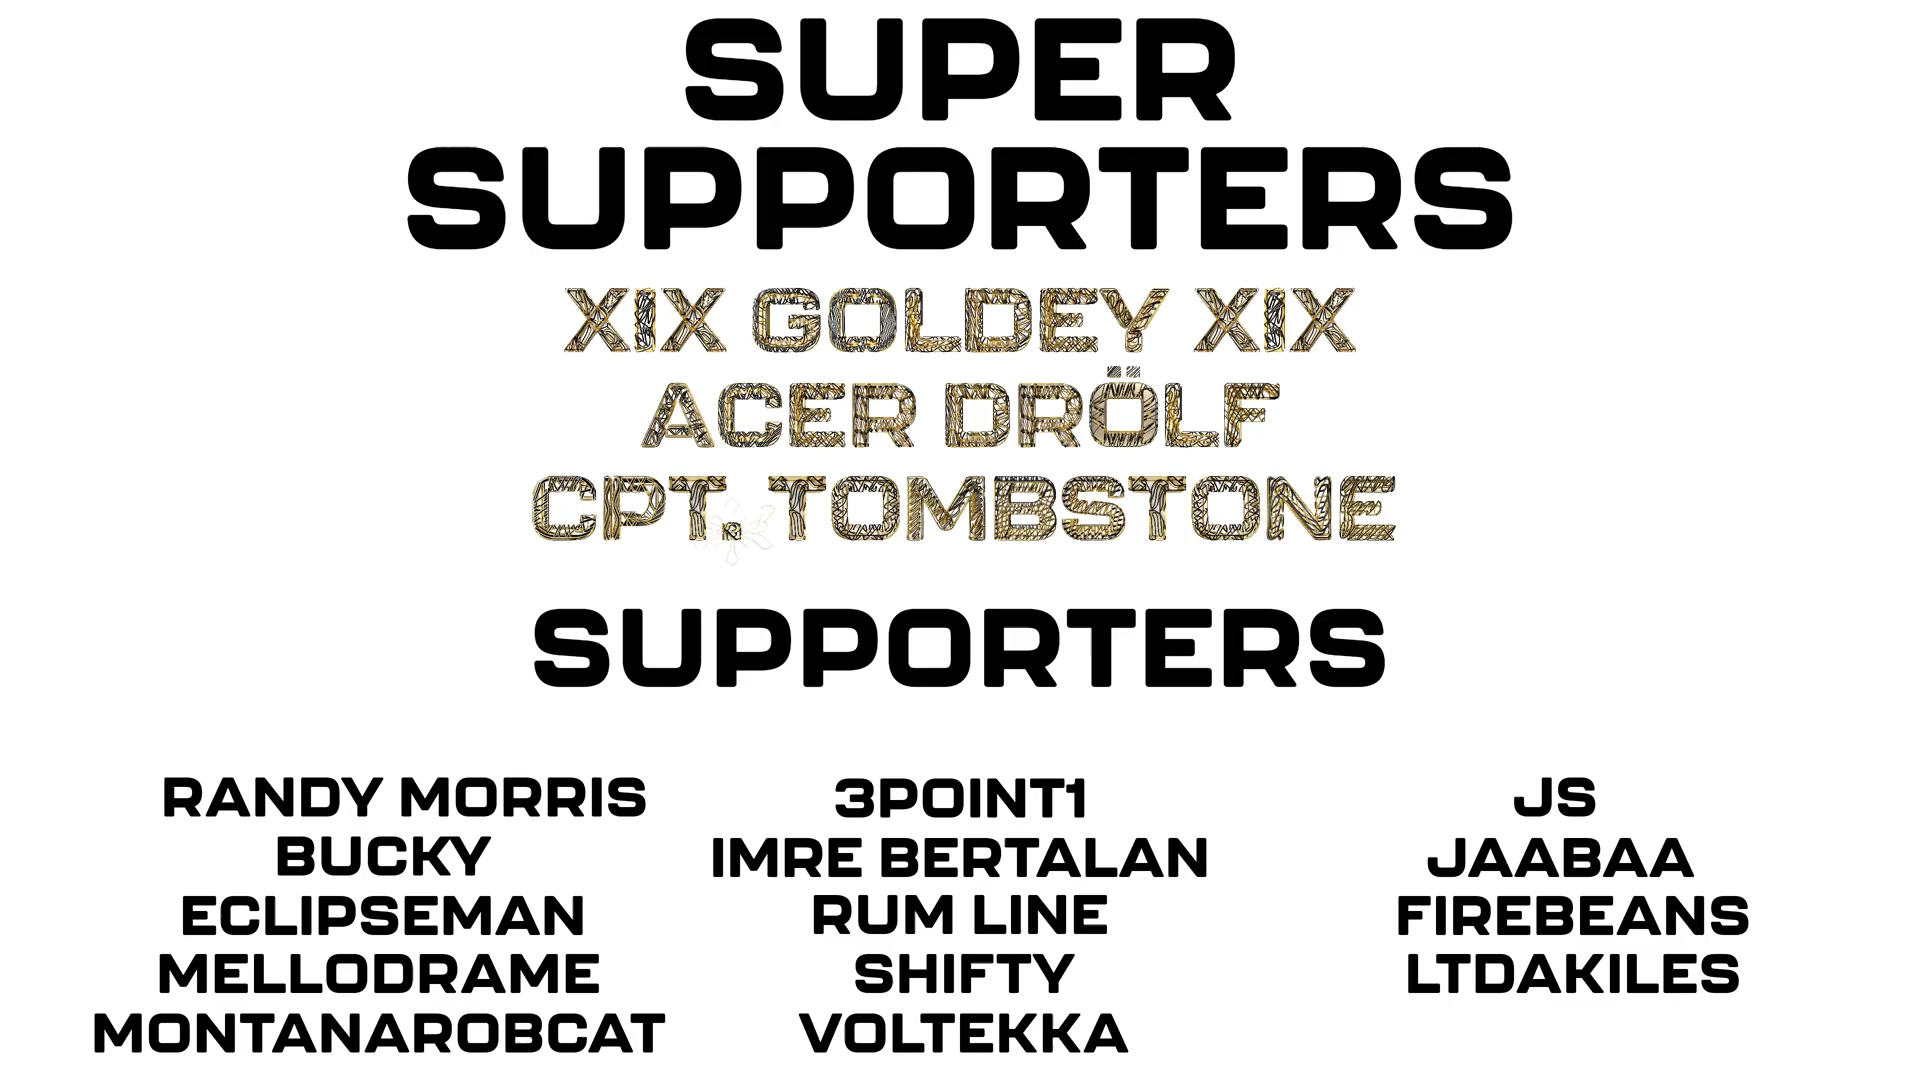 SUPER
SUPPORTERS
XIX GOLDEY XIX
ACER DRÖLF
CPT. TOMBSTONE
SUPPORTERS
RANDY MORRIS
BUCKY
ECLIPSEMAN
MELLODRAME
MONTANAROBCAT
3POINT1
IMRE BERTALAN
RUM LINE
SHIFTY
VOLTEKKA
JS
JAABAA
FIREBEANS
LTDAKILES